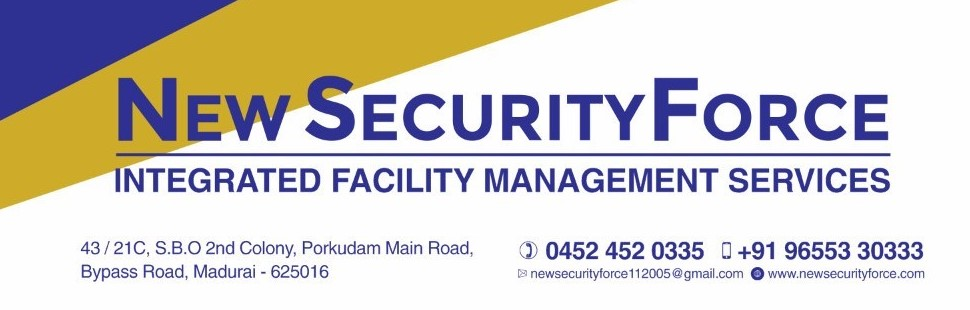 NEW SECURITYFORCE
INTEGRATED FACILITY MANAGEMENT SERVICES
43 / 21C, S.B.O 2nd Colony, Porkudam Main Road,
Bypass Road, Madurai - 625016
0452 452 0335 +91 96553 30333
newsecurityforce112005@gmail.com www.newsecurityforce.com